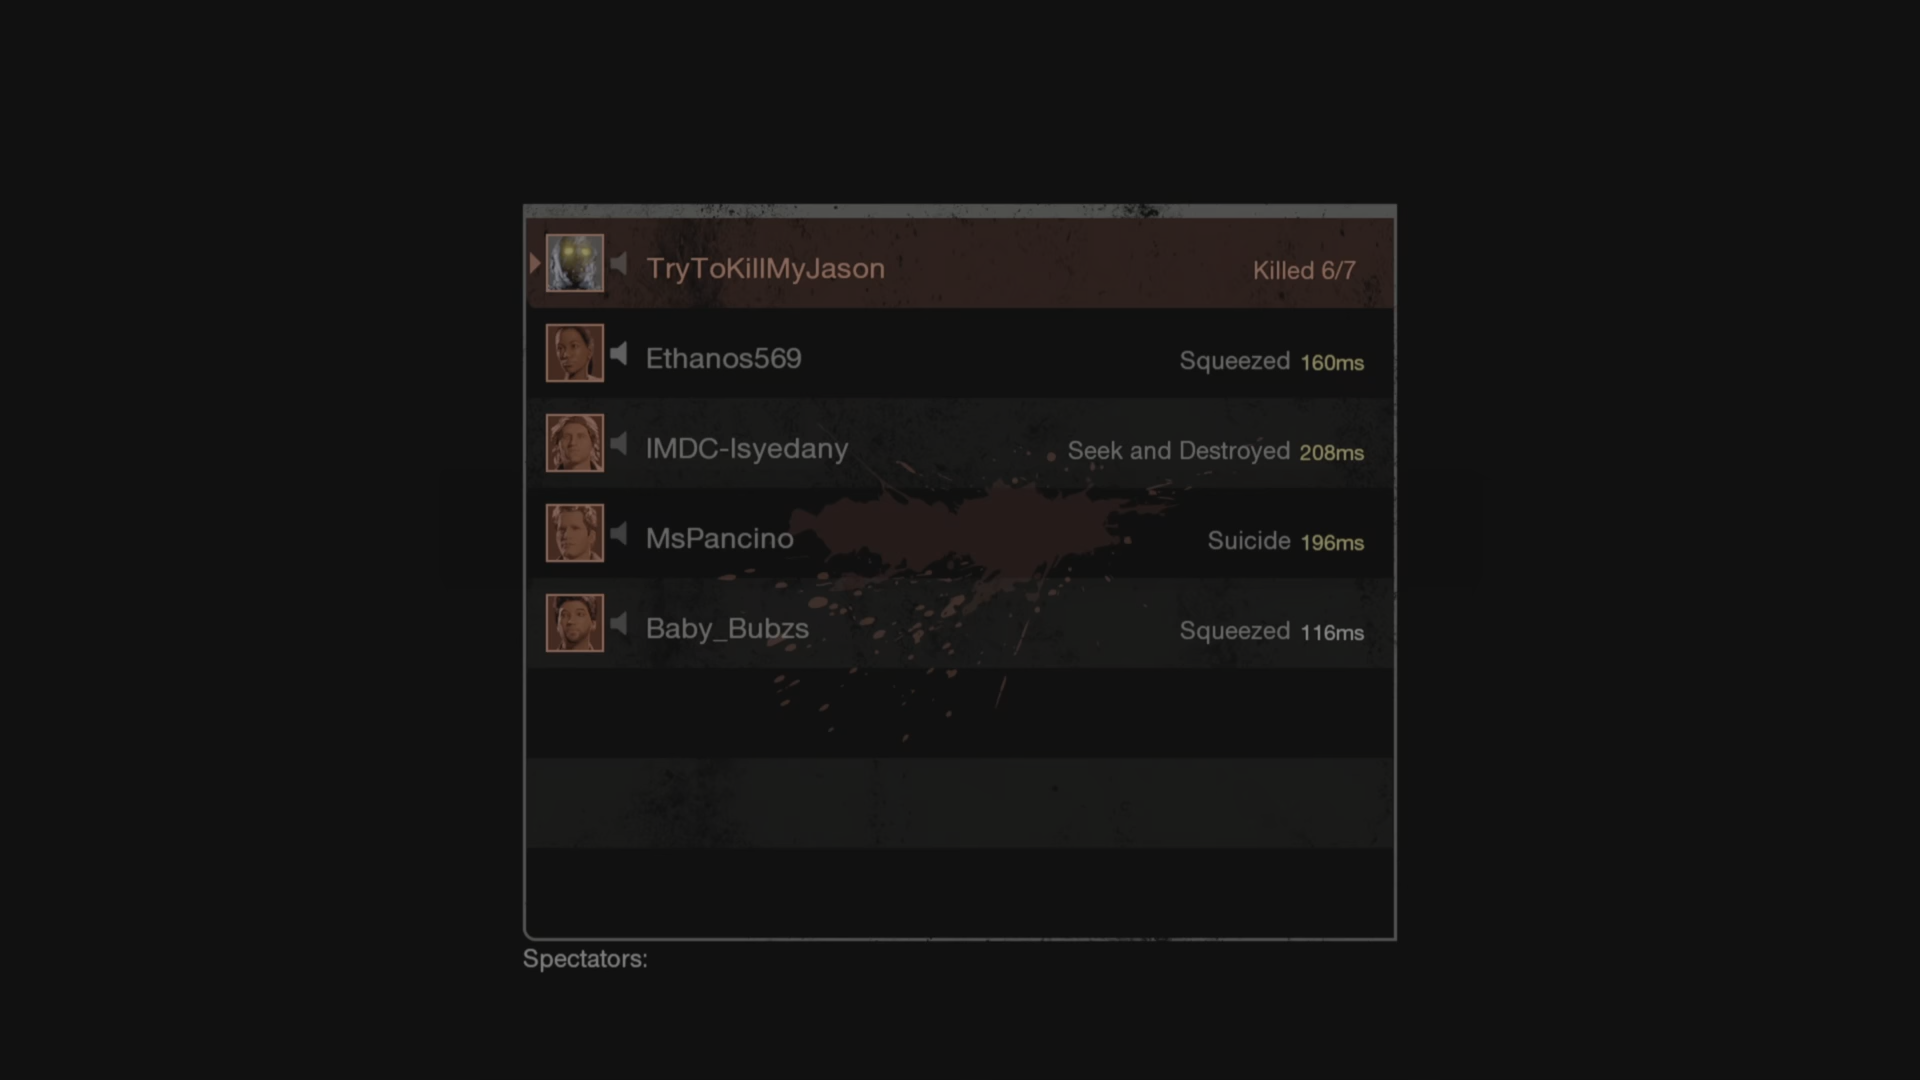 TryToKillMyJason Killed 6/7
Ethanos569 Squeezed 160ms
IMDC-Isyedany Seek and Destroyed 208ms
MsPancino Suicide 196ms
Baby_Bubzs Squeezed 116ms
Spectators: